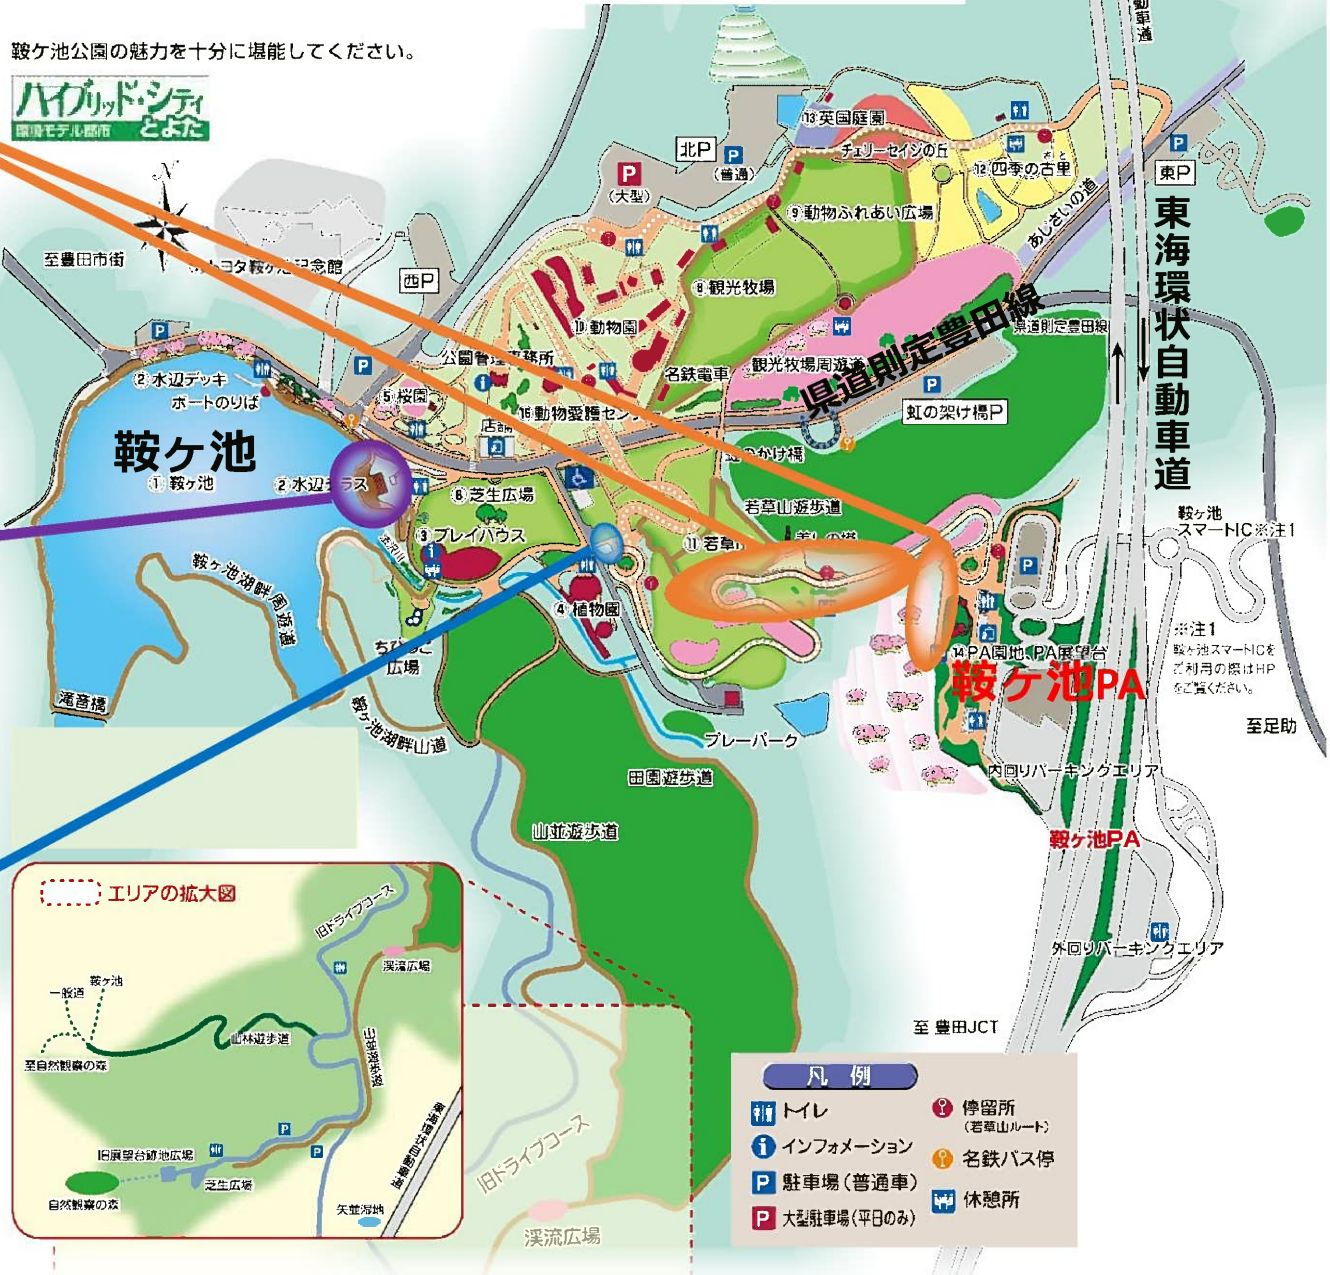 鞍ケ池公園の魅力を十分に堪能してください。
ハイブリッド・シティ
とよた
環境モデル都市
N
動車道
北P
P
(普通)
P
(大型)
⑬英国庭園
チェリーセイジの丘
⑫四季の古里
東P
あじさいの道
⑨動物ふれあい広場
⑧観光牧場
至豊田市街
トヨタ鞍ケ池記念館
西P
⑩動物園
公園管理事務所
名鉄電車
観光牧場周遊道
県道則定豊田線
県道則定豊田線
東海環状自動車道
虹の架け橋P
②水辺デッキ
ボートのりば
⑤桜園
店舗
⑯動物愛護セン
鞍ケ池
①鞍ケ池
②水辺テラス
⑥芝生広場
③プレイハウス
のかけ橋
若草山遊歩道
⑪若草
鞍ケ池
スマートIC※注1
鞍ケ池湖畔周遊道
④植物園
広場
⑭PA園地、PA展望台
鞍ケ池PA
※注1
鞍ケ池スマートICを
ご利用の際はHP
をご覧ください。
至足助
滝音橋
鞍ケ池湖畔山道
プレーパーク
田園遊歩道
山並遊歩道
内回りパーキングエリア
鞍ケ池PA
外回りパーキングエリア
至 豊田JCT
エリアの拡大図
旧ドライブコース
渓流広場
鞍ケ池
一般道
至自然観察の森
山林遊歩道
山並遊歩道
東海環状自動車道
旧展望台跡地広場
芝生広場
自然観察の森
矢並湿地
旧ドライブコース
渓流広場
凡 例
トイレ
インフォメーション
駐車場(普通車)
大型駐車場(平日のみ)
停留所
(若草山ルート)
名鉄バス停
休憩所